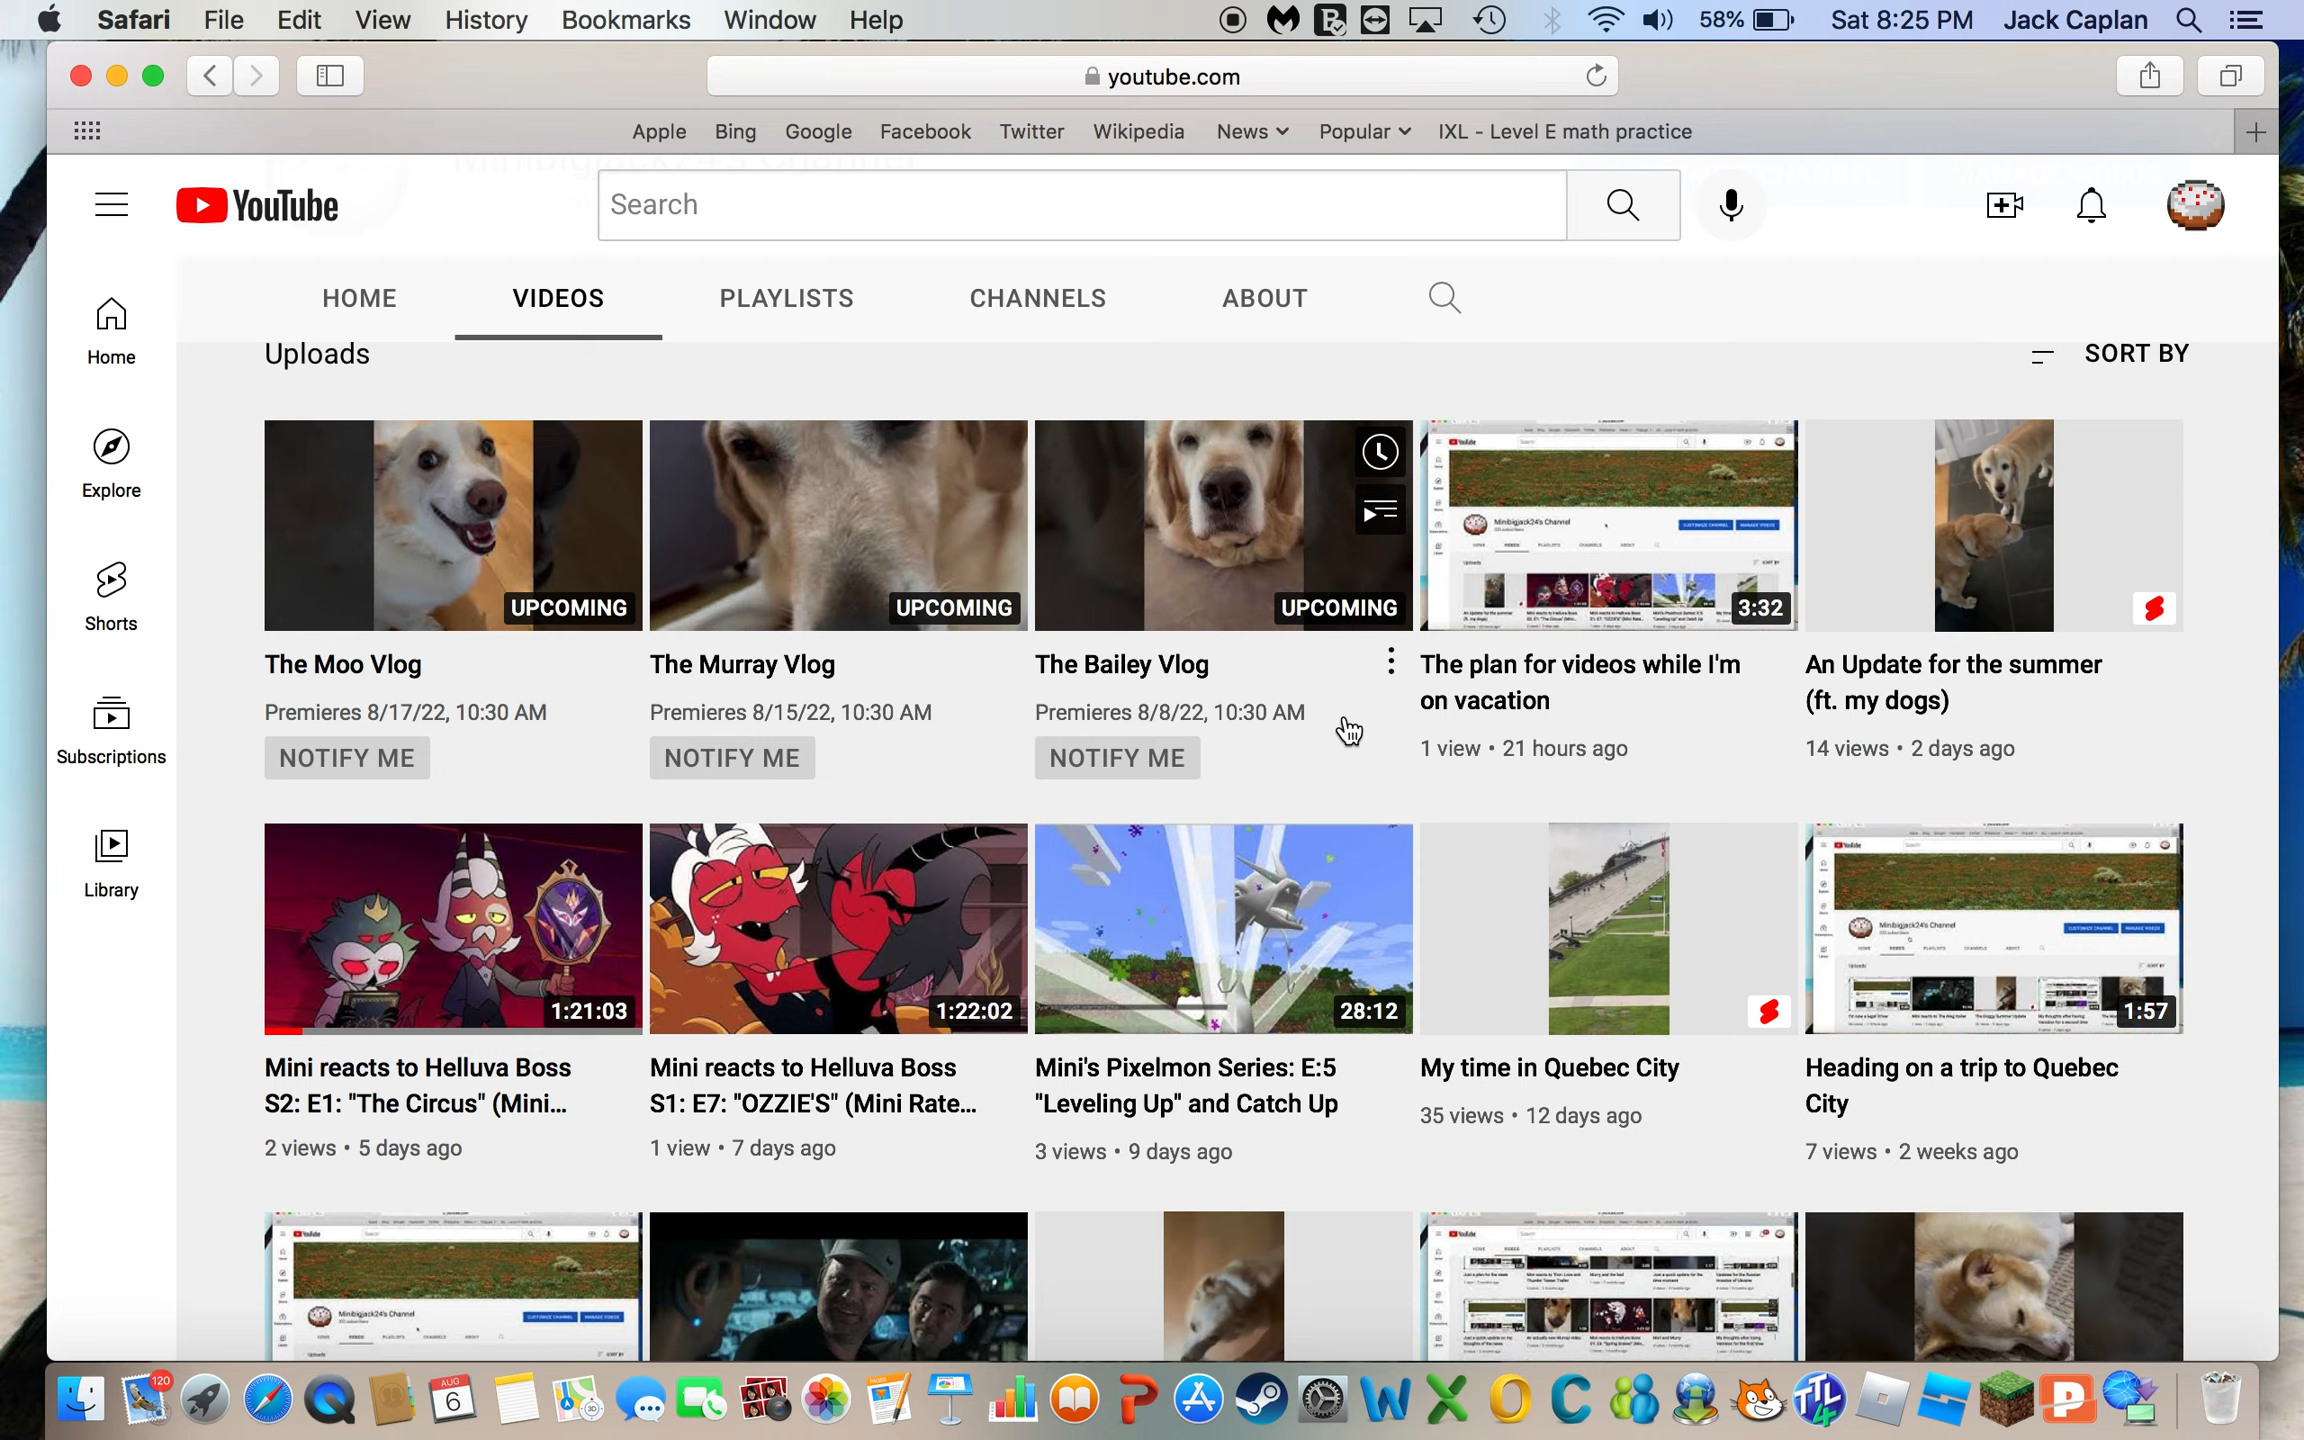 Safari File Edit View History Bookmarks Window Help 58% Sat 8:25 PM Jack Caplan
youtube.com
Apple Bing Google Facebook Twitter Wikipedia News Popular IXL - Level E math practice
YouTube Search
HOME VIDEOS PLAYLISTS CHANNELS ABOUT
Home
Explore
Shorts
Subscriptions
Library
Uploads SORT BY
UPCOMING UPCOMING UPCOMING 3:32
Minibigjack24's Channel
The Moo Vlog
Premieres 8/17/22, 10:30 AM
NOTIFY ME
The Murray Vlog
Premieres 8/15/22, 10:30 AM
NOTIFY ME
The Bailey Vlog
Premieres 8/8/22, 10:30 AM
NOTIFY ME
The plan for videos while I'm
on vacation
1 view • 21 hours ago
An Update for the summer
(ft. my dogs)
14 views • 2 days ago
1:21:03 1:22:02 28:12 1:57
Minibigjack24's Channel
Mini reacts to Helluva Boss
S2: E1: "The Circus" (Mini...
2 views • 5 days ago
Mini reacts to Helluva Boss
S1: E7: "OZZIE'S" (Mini Rate...
1 view • 7 days ago
Mini's Pixelmon Series: E:5
"Leveling Up" and Catch Up
3 views • 9 days ago
My time in Quebec City
35 views • 12 days ago
Heading on a trip to Quebec
City
7 views • 2 weeks ago
Minibigjack24's Channel
120
AUG
6